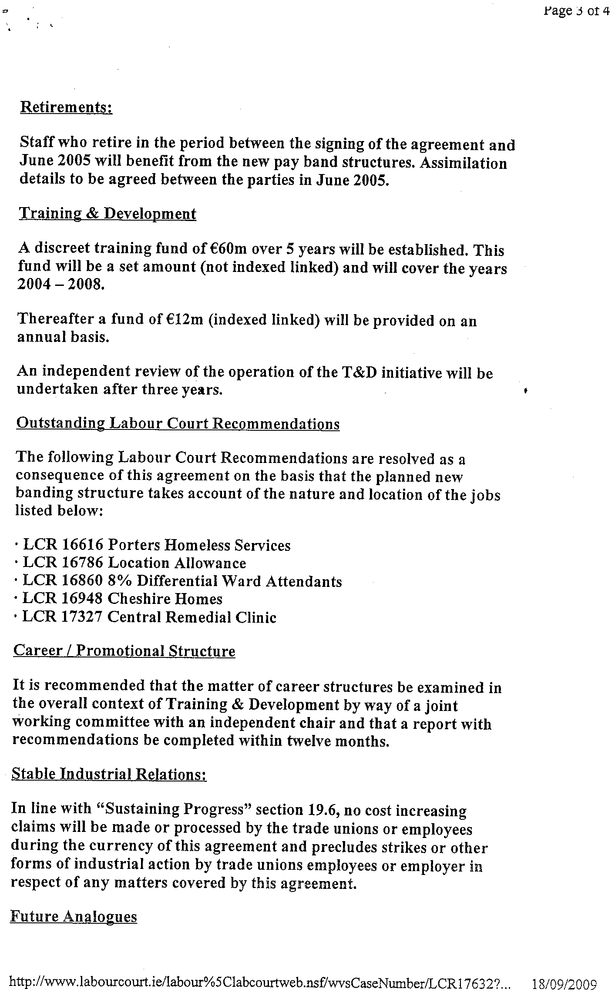 Page 3 of 4
Retirements:
Staff who retire in the period between the signing of the agreement and
June 2005 will benefit from the new pay band structures. Assimilation
details to be agreed between the parties in June 2005.
Training & Development
A discreet training fund of €60m over 5 years will be established. This
fund will be a set amount (not indexed linked) and will cover the years
2004 – 2008.
Thereafter a fund of €12m (indexed linked) will be provided on an
annual basis.
An independent review of the operation of the T&D initiative will be
undertaken after three years.
Outstanding Labour Court Recommendations
The following Labour Court Recommendations are resolved as a
consequence of this agreement on the basis that the planned new
banding structure takes account of the nature and location of the jobs
listed below:
· LCR 16616 Porters Homeless Services
· LCR 16786 Location Allowance
· LCR 16860 8% Differential Ward Attendants
· LCR 16948 Cheshire Homes
· LCR 17327 Central Remedial Clinic
Career / Promotional Structure
It is recommended that the matter of career structures be examined in
the overall context of Training & Development by way of a joint
working committee with an independent chair and that a report with
recommendations be completed within twelve months.
Stable Industrial Relations:
In line with “Sustaining Progress” section 19.6, no cost increasing
claims will be made or processed by the trade unions or employees
during the currency of this agreement and precludes strikes or other
forms of industrial action by trade unions employees or employer in
respect of any matters covered by this agreement.
Future Analogues
http://www.labourcourt.ie/labour%5Clabcourtweb.nsf/wvsCaseNumber/LCR17632?... 18/09/2009